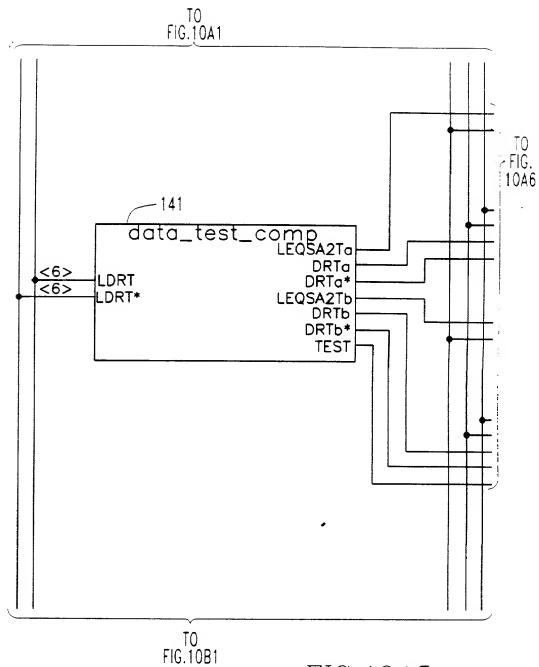 TO
FIG.10A1
TO
FIG.
10A6
141
data_test_comp
LEQSA2Ta
<6>
LDRT
DRTa
DRTa*
<6>
LDRT*
LEQSA2Tb
DRTb
DRTb*
TEST
TO
FIG.10B1